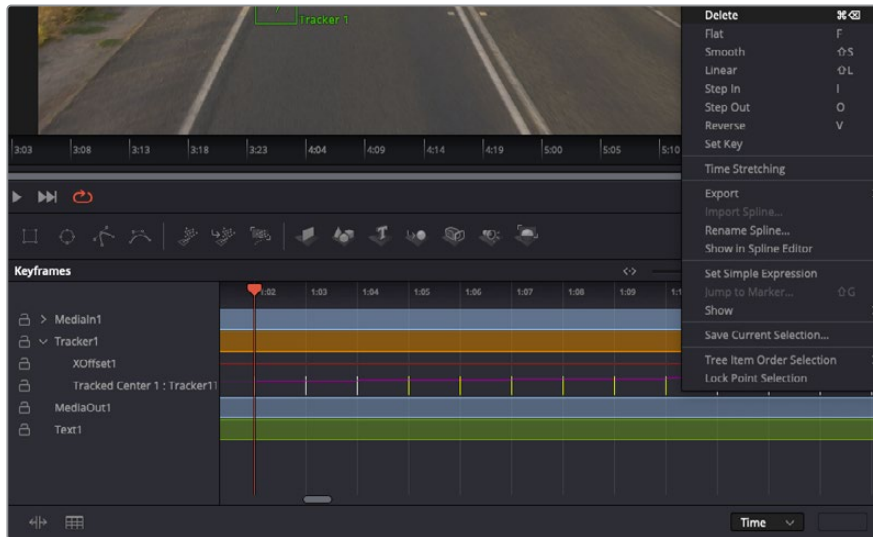 Tracker 1
Delete ⌘⌫
Flat F
Smooth ⇧S
Linear ⇧L
Step In I
Step Out O
Reverse V
Set Key
Time Stretching
Export
Import Spline...
Rename Spline...
Show in Spline Editor
Set Simple Expression
Jump to Marker... ⇧G
Show
Save Current Selection...
Tree Item Order Selection
Lock Point Selection
3:03 3:08 3:13 3:18 3:23 4:04 4:09 4:14 4:19 5:00 5:05 5:10
Keyframes
1:02 1:03 1:04 1:05 1:06 1:07 1:08 1:09
MediaIn1
Tracker1
XOffset1
Tracked Center 1 : Tracker1
MediaOut1
Text1
Time